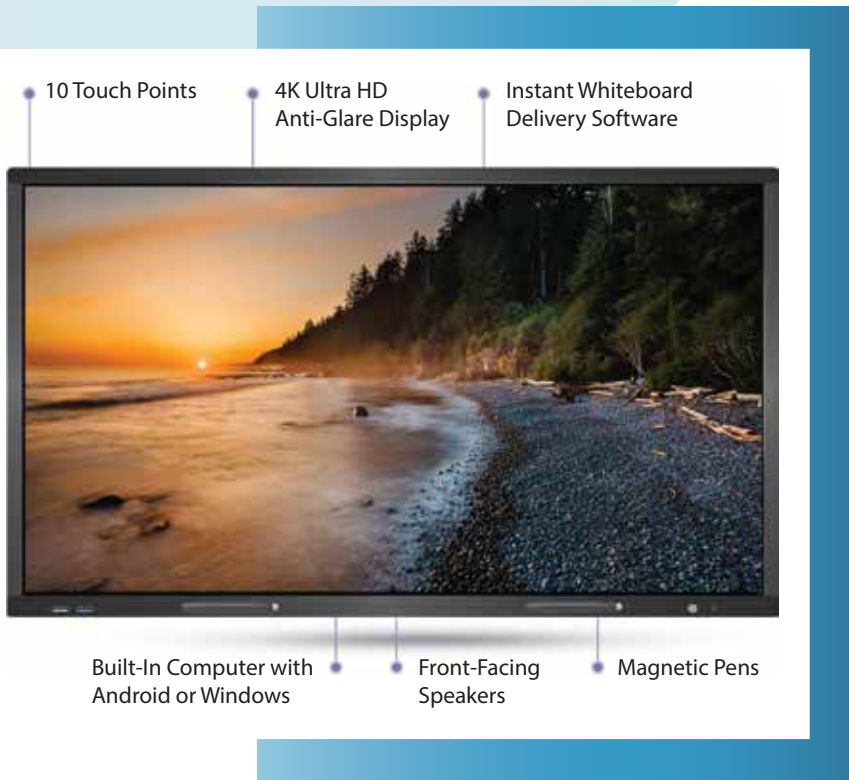 10 Touch Points
4K Ultra HD
Anti-Glare Display
Instant Whiteboard
Delivery Software
Built-In Computer with
Android or Windows
Front-Facing
Speakers
Magnetic Pens